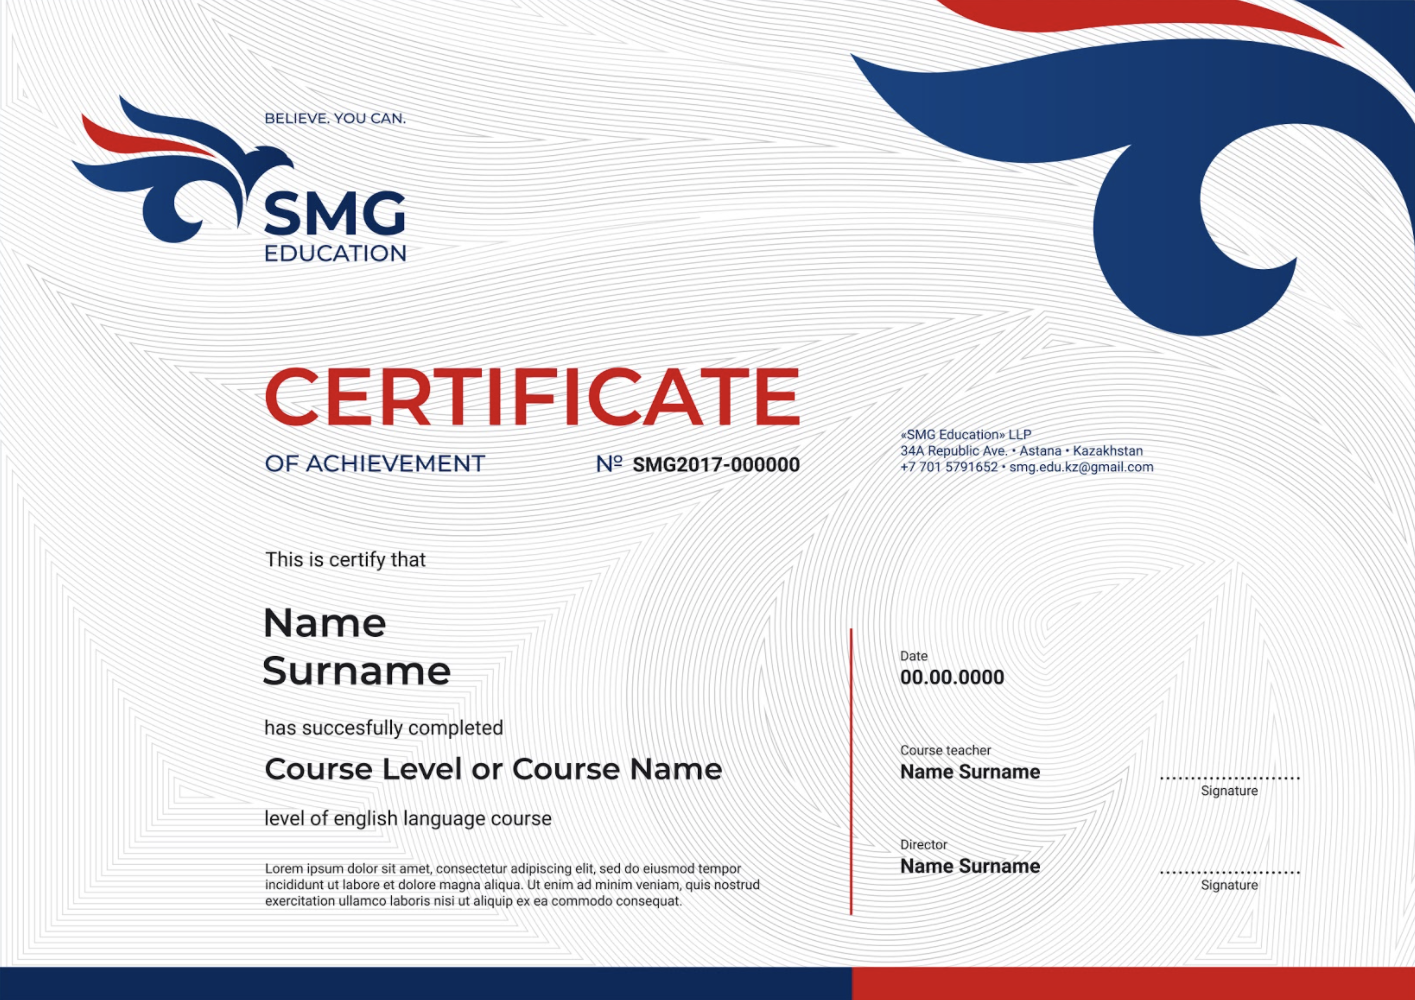 BELIEVE. YOU CAN.
SMG
EDUCATION
CERTIFICATE
OF ACHIEVEMENT
№ SMG2017-000000
«SMG Education» LLP
34A Republic Ave. • Astana • Kazakhstan
+7 701 5791652 • smg.edu.kz@gmail.com
This is certify that
Name
Surname
has succesfully completed
Course Level or Course Name
level of english language course
Lorem ipsum dolor sit amet, consectetur adipiscing elit, sed do eiusmod tempor
incididunt ut labore et dolore magna aliqua. Ut enim ad minim veniam, quis nostrud
exercitation ullamco laboris nisi ut aliquip ex ea commodo consequat.
Date
00.00.0000
Course teacher
Name Surname
Signature
Director
Name Surname
Signature